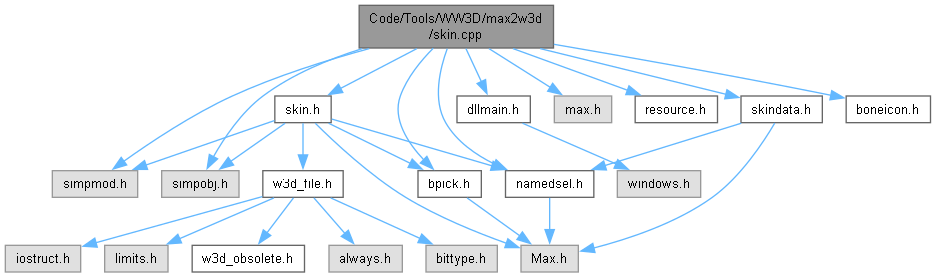 Code/Tools/WW3D/max2w3d
/skin.cpp
skin.h
dllmain.h
max.h
resource.h
skindata.h
boneicon.h
simpmod.h
simpobj.h
w3d_file.h
bpick.h
namedsel.h
windows.h
iostruct.h
limits.h
w3d_obsolete.h
always.h
bittype.h
Max.h